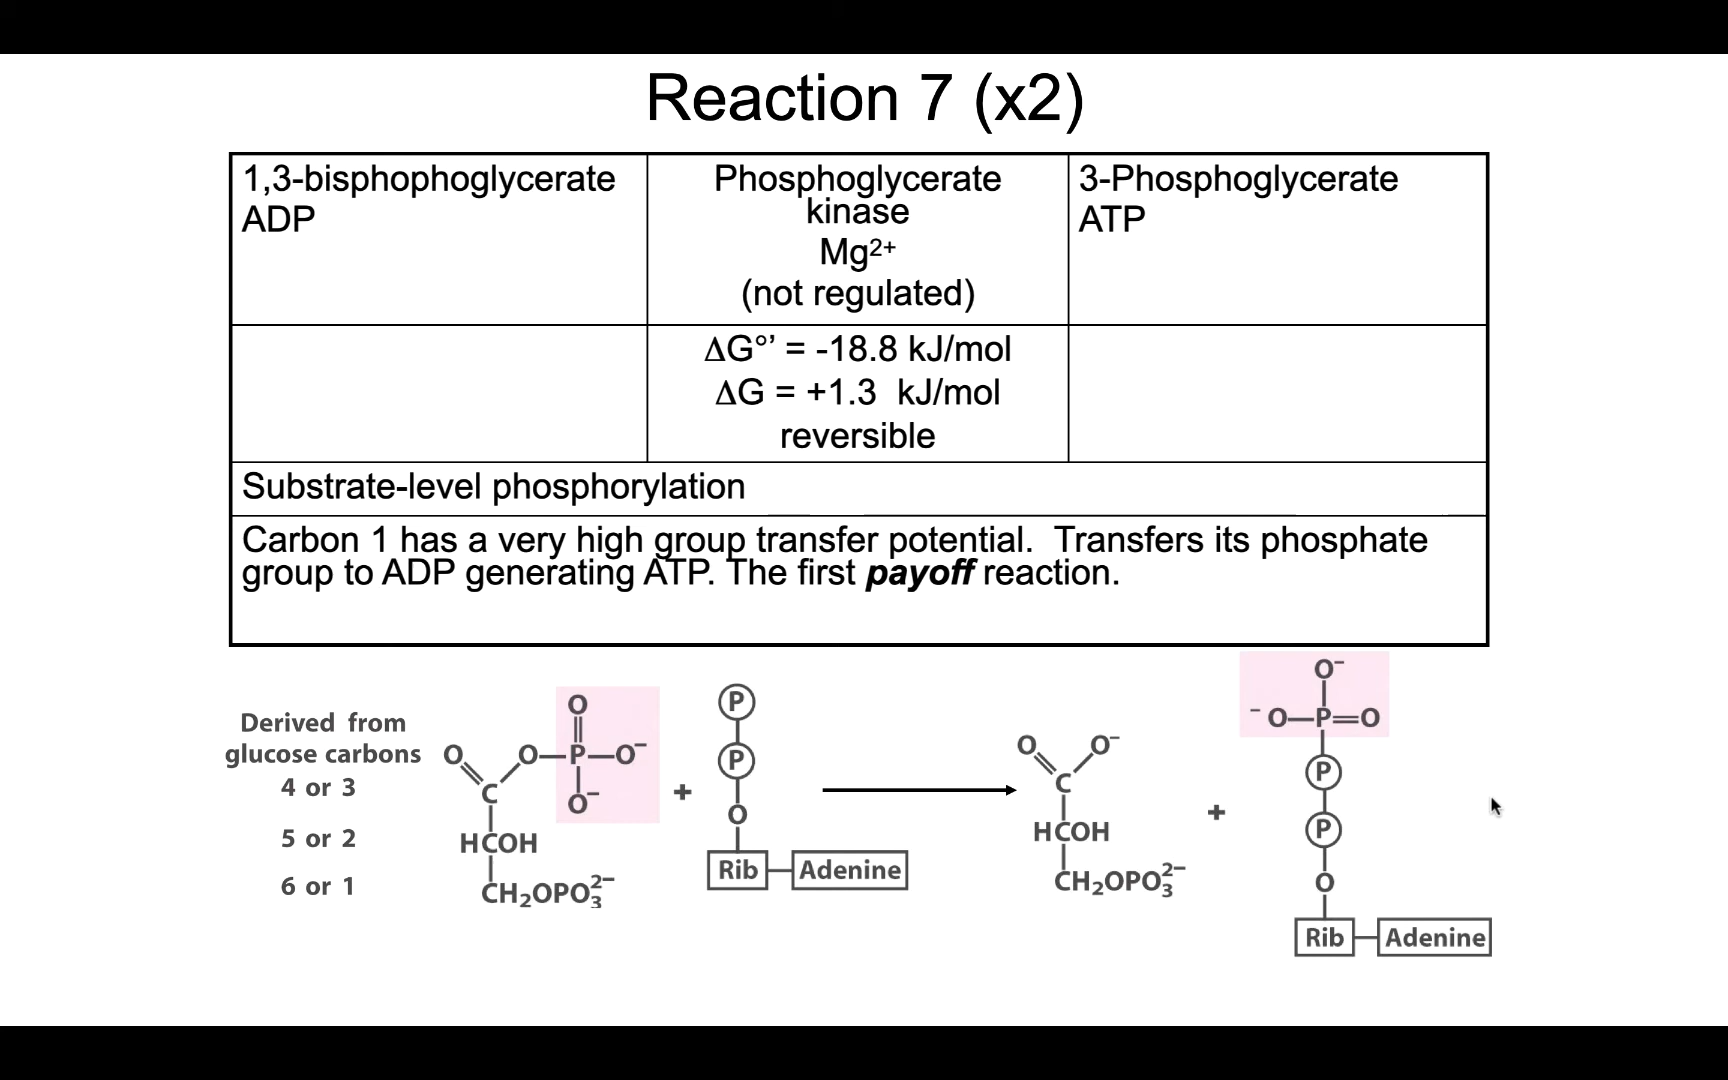 Reaction 7 (x2)
1,3-bisphophoglycerate
ADP
Phosphoglycerate
kinase
Mg²⁺
(not regulated)
3-Phosphoglycerate
ATP
ΔG°’ = -18.8 kJ/mol
ΔG = +1.3 kJ/mol
reversible
Substrate-level phosphorylation
Carbon 1 has a very high group transfer potential. Transfers its phosphate
group to ADP generating ATP. The first payoff reaction.
Derived from
glucose carbons
4 or 3
5 or 2
6 or 1
O
O
O—P—O⁻
O⁻
C
HCOH
CH₂OPO₃²⁻
+
P
P
O
Rib
Adenine
O
O⁻
C
HCOH
CH₂OPO₃²⁻
+
O⁻
⁻O—P=O
P
P
O
Rib
Adenine